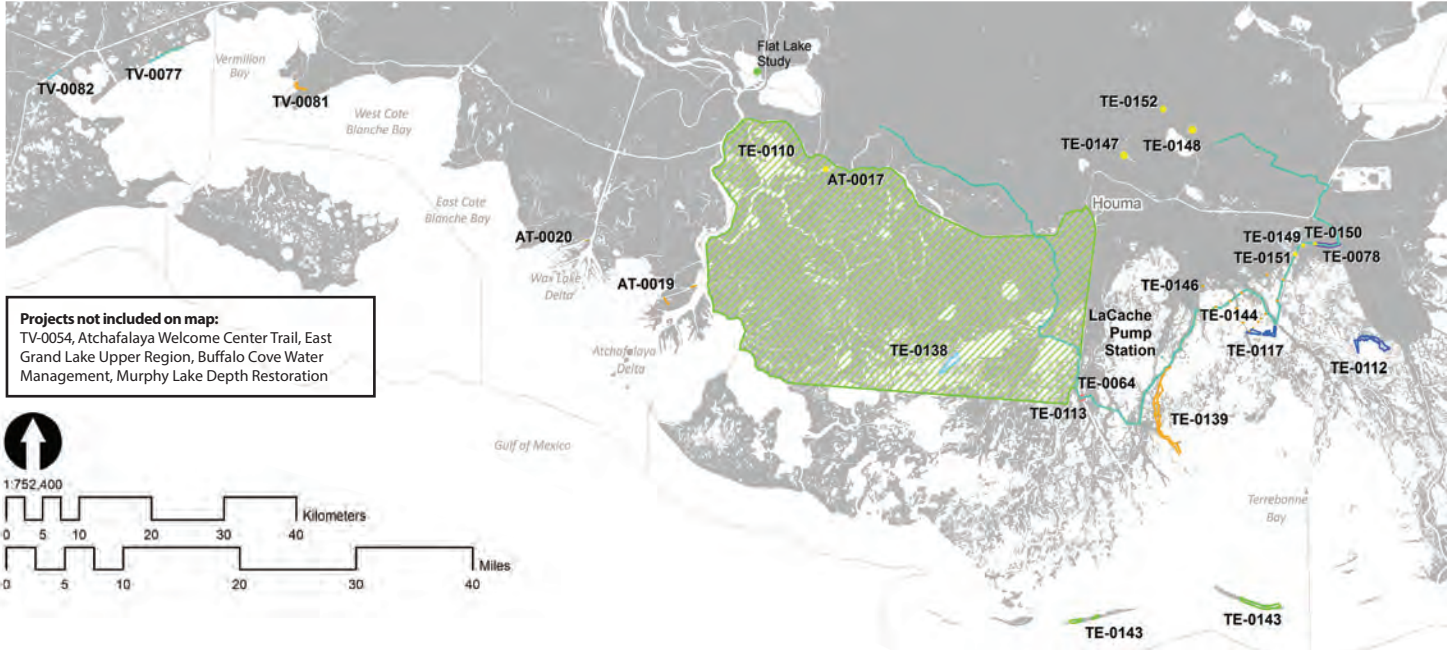 Flat Lake
Study
Vermilion
Bay
TV-0077
TV-0082
TV-0081
West Cote
Blanche Bay
TE-0152
TE-0147
TE-0148
TE-0110
AT-0017
East Cote
Blanche Bay
Houma
AT-0020
TE-0149
TE-0150
TE-0151
TE-0078
Wax Lake
Delta
AT-0019
TE-0146
Projects not included on map:
TV-0054, Atchafalaya Welcome Center Trail, East
Grand Lake Upper Region, Buffalo Cove Water
Management, Murphy Lake Depth Restoration
LaCache
Pump
Station
TE-0144
TE-0117
TE-0112
Atchafalaya
Delta
TE-0138
TE-0064
TE-0113
TE-0139
Gulf of Mexico
1:752,400
Kilometers
0 5 10 20 30 40
Miles
0 5 10 20 30 40
Terrebonne
Bay
TE-0143
TE-0143